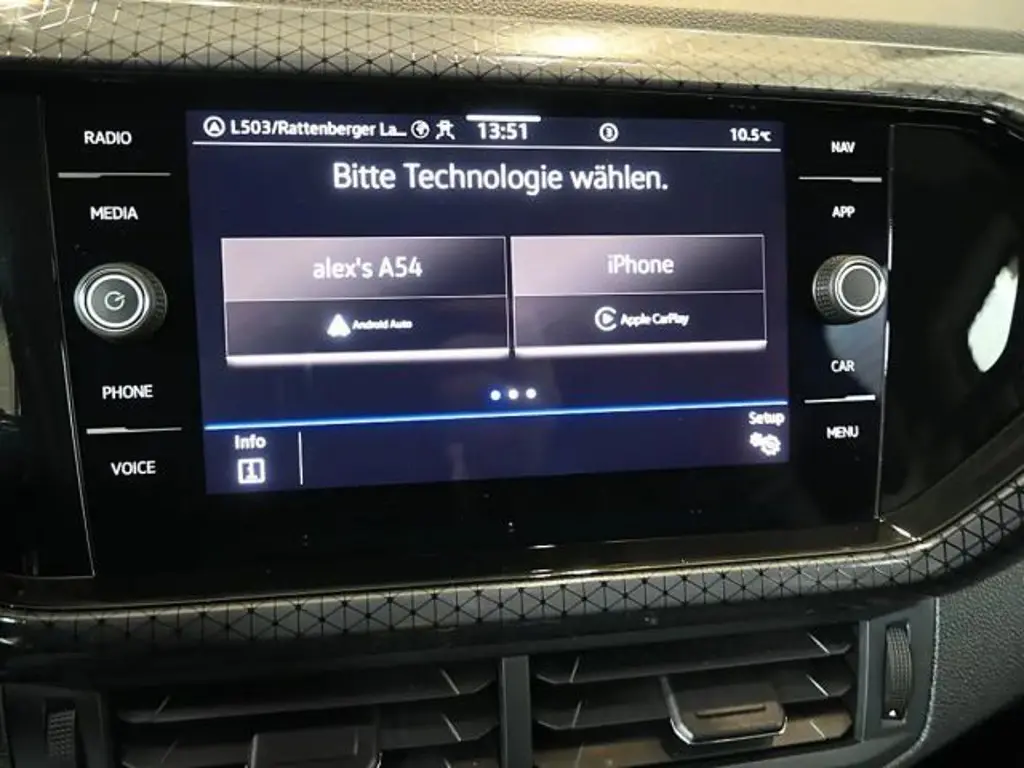 RADIO
MEDIA
PHONE
VOICE
L503/Rattenberger La... 13:51 3 10.5°C
Bitte Technologie wählen.
alex's A54
Android Auto
iPhone
Apple CarPlay
Info
Setup
NAV
APP
CAR
MENU